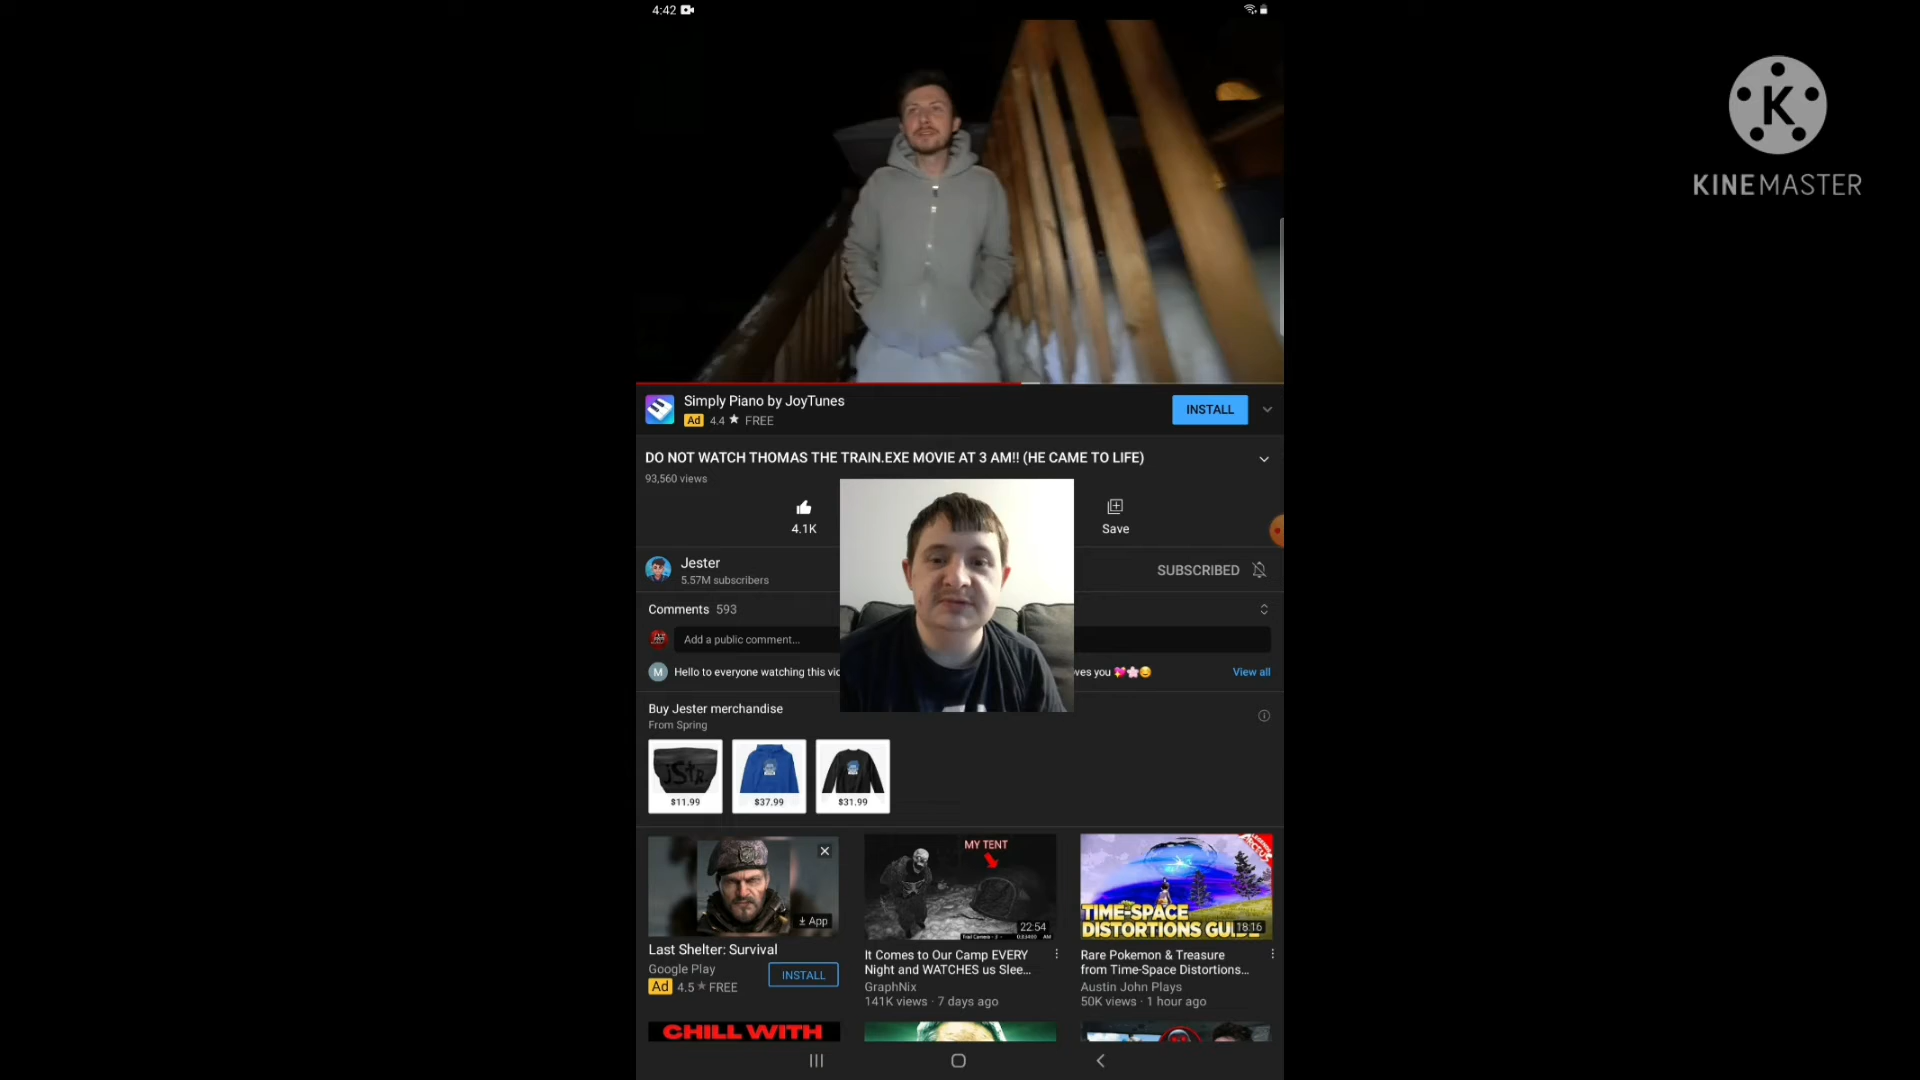 4:42
KINEMASTER
Simply Piano by JoyTunes
Ad 4.4 ★ FREE
INSTALL
DO NOT WATCH THOMAS THE TRAIN.EXE MOVIE AT 3 AM!! (HE CAME TO LIFE)
93,560 views
4.1K
Save
Jester
5.57M subscribers
SUBSCRIBED
Comments 593
Add a public comment...
M
Hello to everyone watching this
you 💖🌸😊
View all
Buy Jester merchandise
From Spring
$11.99
$37.99
$31.99
App
Last Shelter: Survival
Google Play
Ad 4.5 ★ FREE
INSTALL
MY TENT
22:54
It Comes to Our Camp EVERY
Night and WATCHES us Slee...
GraphNix
141K views · 7 days ago
TIME-SPACE
DISTORTIONS
18:16
Rare Pokemon & Treasure
from Time-Space Distortions...
Austin John Plays
50K views · 1 hour ago
CHILL WITH